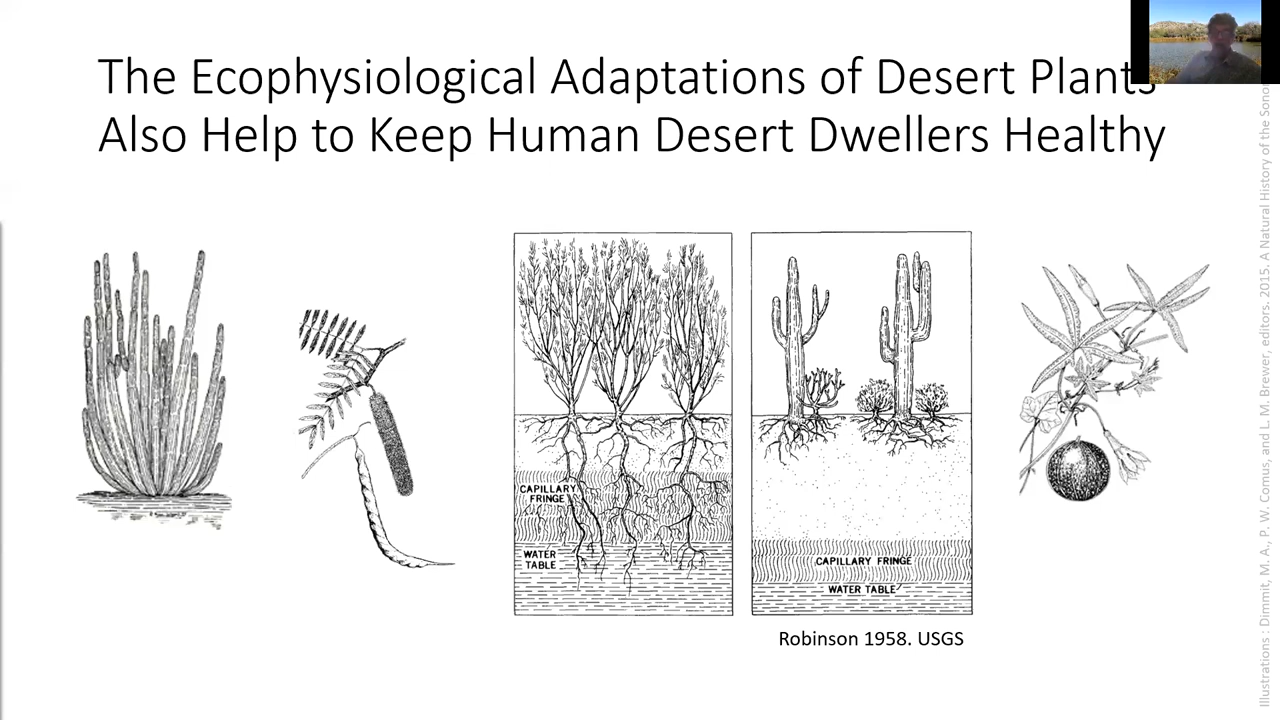 The Ecophysiological Adaptations of Desert Plants
Also Help to Keep Human Desert Dwellers Healthy
CAPILLARY
FRINGE
WATER
TABLE
CAPILLARY FRINGE
WATER TABLE
Robinson 1958. USGS
Illustrations : Dimmit, M. A., P. W. Comus, and L. M. Brewer, editors. 2015. A Natural History of the